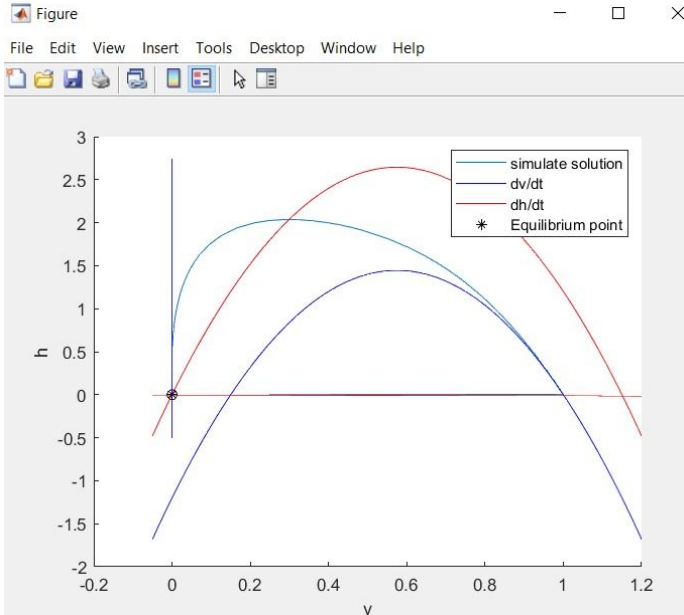 Figure
File Edit View Insert Tools Desktop Window Help
3
2.5
2
1.5
1
0.5
0
-0.5
-1
-1.5
-2
h
simulate solution
dv/dt
dh/dt
Equilibrium point
-0.2 0 0.2 0.4 0.6 0.8 1 1.2
v